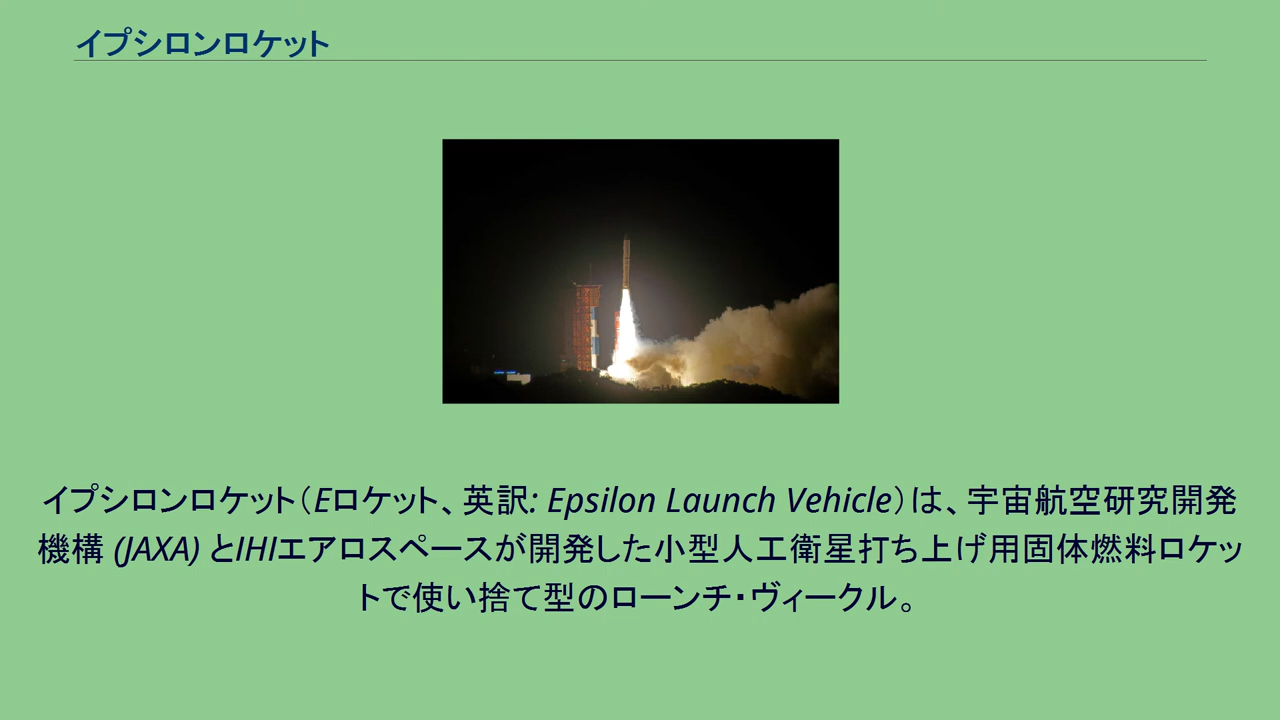 イプシロンロケット
イプシロンロケット（Eロケット、英訳: Epsilon Launch Vehicle）は、宇宙航空研究開発
機構 (JAXA) とIHIエアロスペースが開発した小型人工衛星打ち上げ用固体燃料ロケッ
トで使い捨て型のローンチ・ヴィークル。